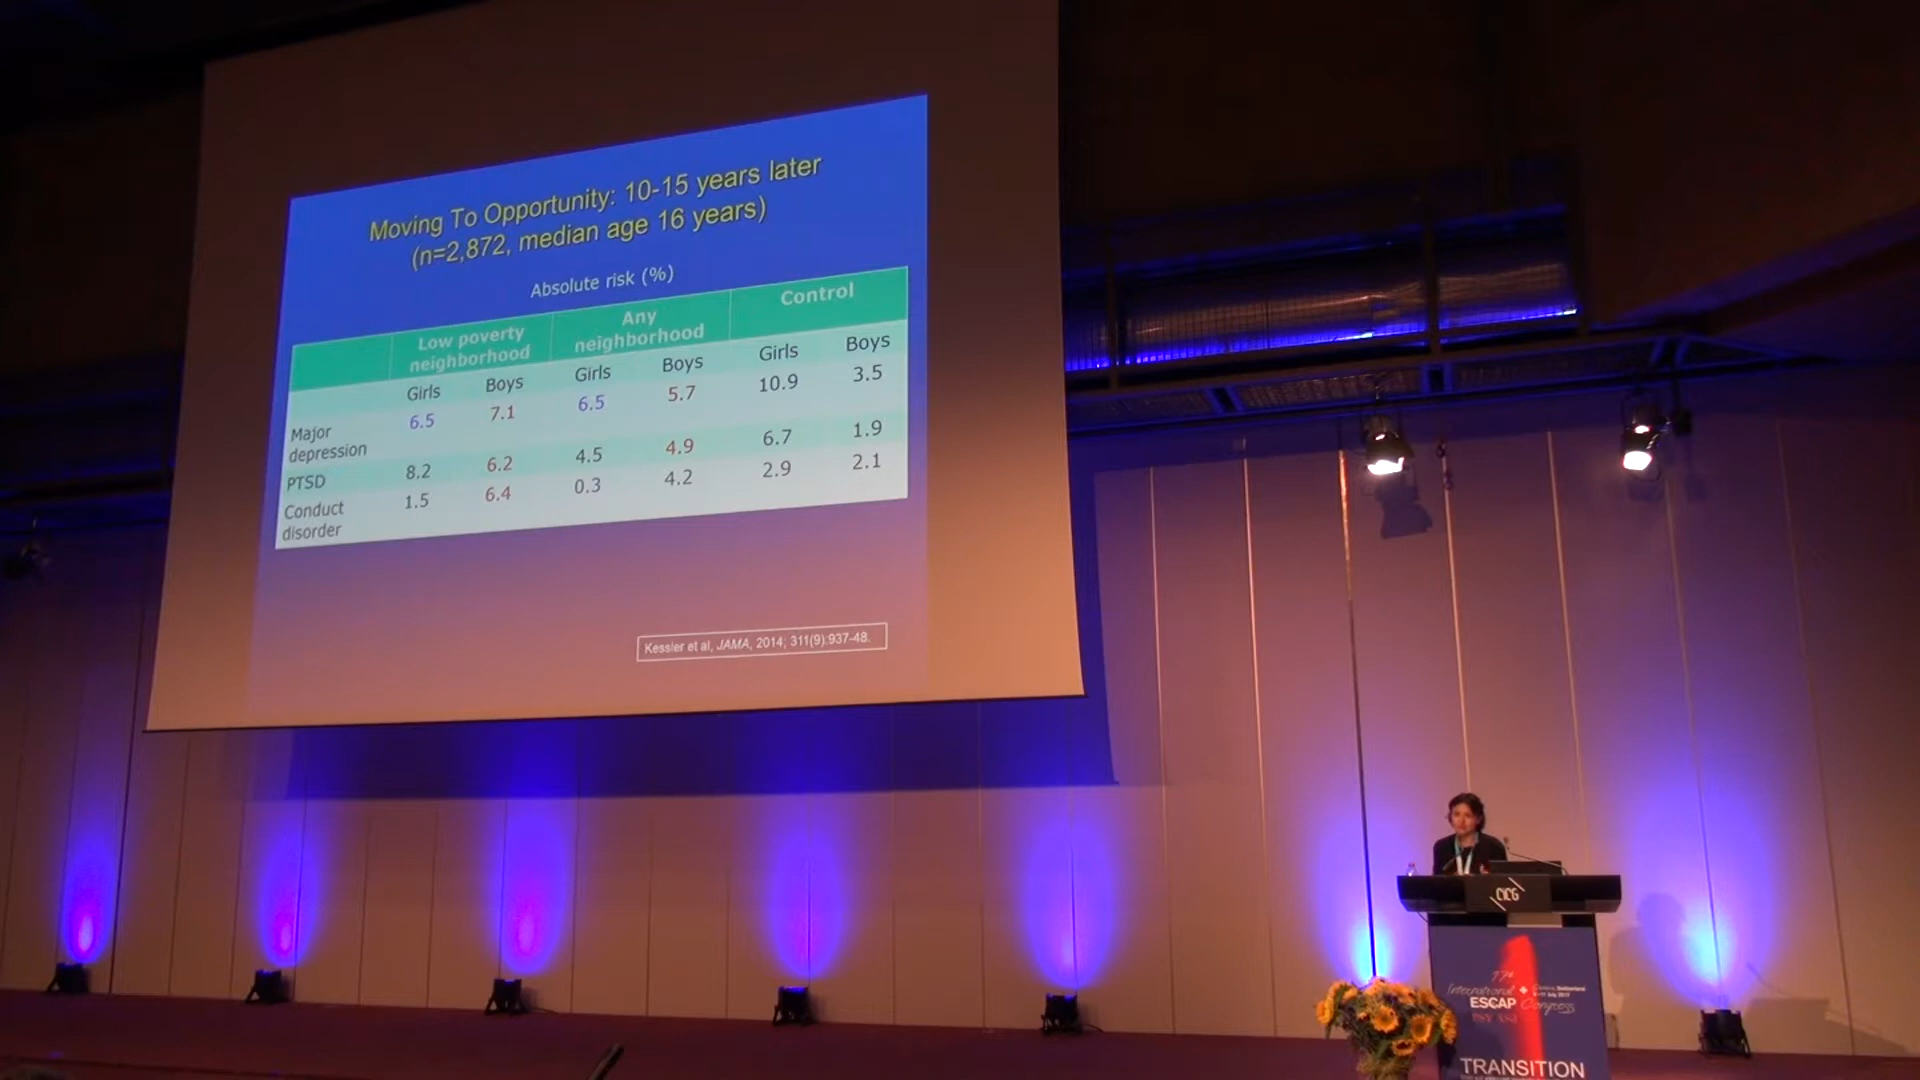 Moving To Opportunity: 10-15 years later
(n=2,872, median age 16 years)
Absolute risk (%)
Low poverty neighborhood Any neighborhood Control
Girls Boys Girls Boys Girls Boys
Major depression 6.5 7.1 6.5 5.7 10.9 3.5
PTSD 8.2 6.2 4.5 4.9 6.7 1.9
Conduct disorder 1.5 6.4 0.3 4.2 2.9 2.1
Kessler et al, JAMA, 2014; 311(9):937-48.
CICG
17th
International
ESCAP Congress
TRANSITION